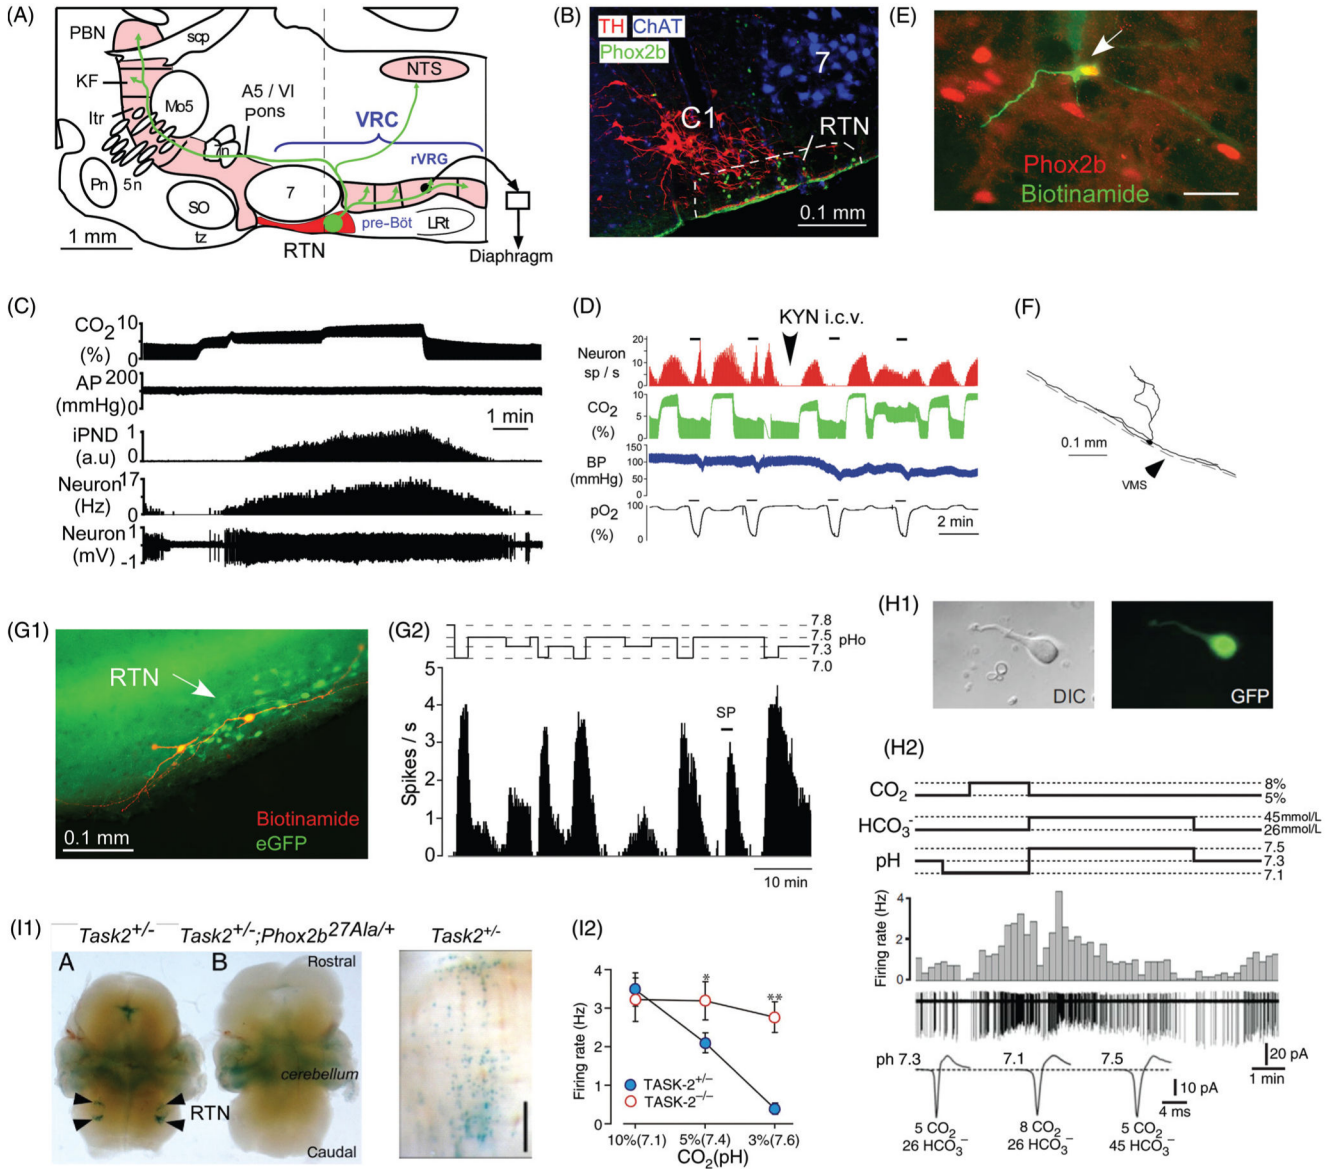 (A)
PBN
scp
KF
Mo5
A5 / VI
pons
NTS
ltr
VRC
7n
rVRG
Pn
5n
SO
7
pre-Böt
LRt
tz
1 mm
RTN
Diaphragm
(B)
TH ChAT
Phox2b
7
C1
RTN
0.1 mm
(E)
Phox2b
Biotinamide
(C)
CO2 (%)
10
0
AP (mmHg)
200
0
1 min
iPND (a.u)
1
0
Neuron (Hz)
17
0
Neuron (mV)
1
-1
(D)
KYN i.c.v.
Neuron sp / s
20
10
0
CO2 (%)
10
5
0
BP (mmHg)
150
100
50
0
pO2 (%)
100
0
2 min
(F)
0.1 mm
VMS
(G1)
RTN
Biotinamide
eGFP
0.1 mm
(G2)
7.8
7.5
7.3
7.0
pHo
5
4
3
2
1
0
Spikes / s
SP
10 min
(H1)
DIC
GFP
(H2)
CO2
8%
5%
HCO3-
45 mmol/L
26 mmol/L
pH
7.5
7.3
7.1
Firing rate (Hz)
4
2
0
20 pA
1 min
ph 7.3
7.1
7.5
10 pA
4 ms
5 CO2
26 HCO3-
8 CO2
26 HCO3-
5 CO2
45 HCO3-
(I1)
Task2+/-
Task2+/-;Phox2b27Ala/+
Task2+/-
A
B
Rostral
cerebellum
RTN
Caudal
(I2)
4
3
2
1
0
Firing rate (Hz)
*
**
TASK-2+/-
TASK-2-/-
10%(7.1)
5%(7.4)
3%(7.6)
CO2(pH)